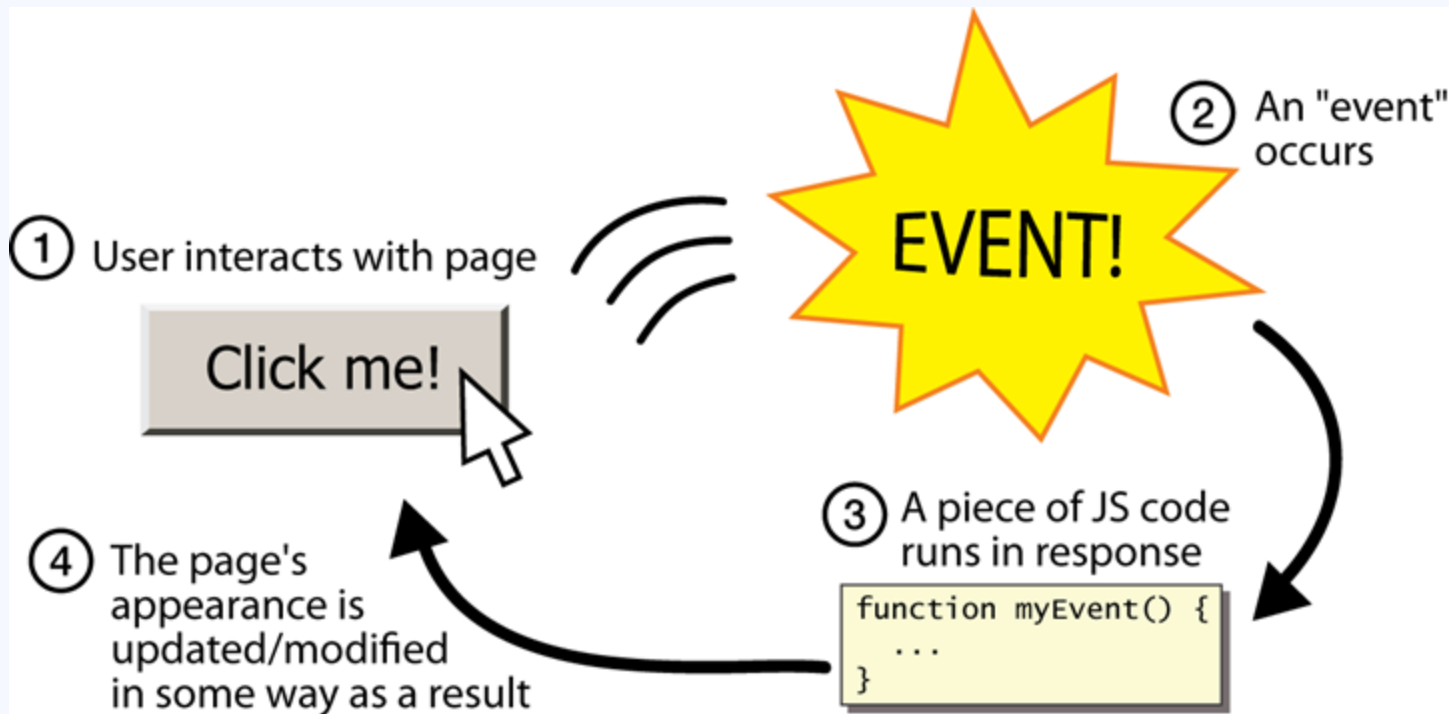 1 User interacts with page
Click me!
2 An "event"
occurs
EVENT!
3 A piece of JS code
runs in response
function myEvent() {
...
}
4 The page's
appearance is
updated/modified
in some way as a result